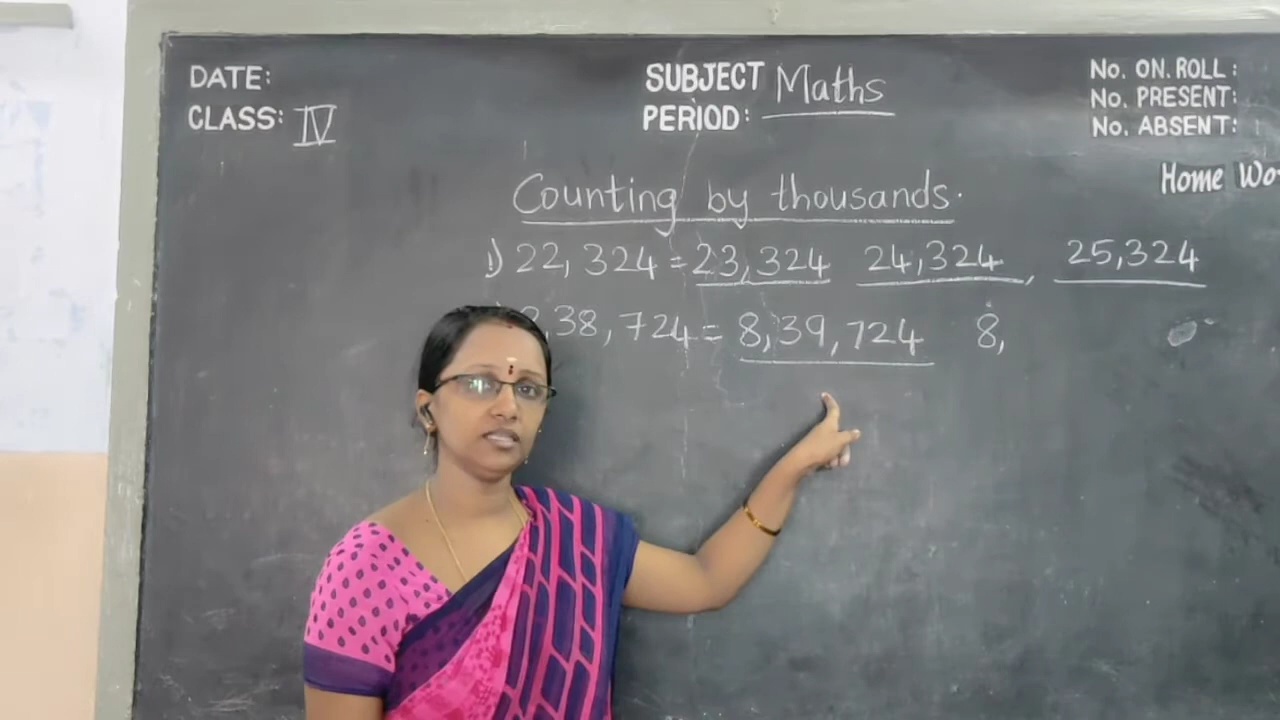 DATE:
CLASS: IV
SUBJECT Maths
PERIOD:
No. ON. ROLL:
No. PRESENT:
No. ABSENT:
Home
Counting by thousands.
1) 22,324 = 23,324 24,324, 25,324
,38,724 = 8,39,724 8,